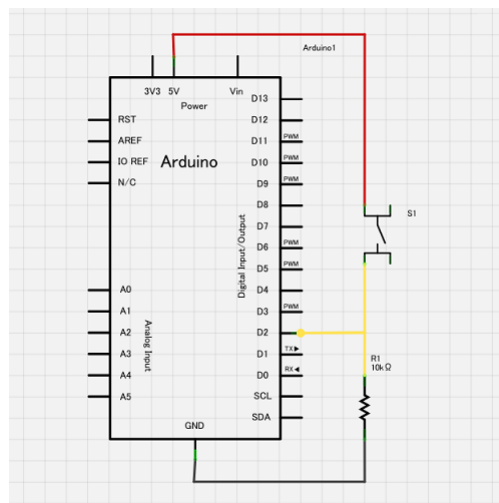 Arduino1
3V3
5V
Vin
Power
RST
AREF
IO REF
N/C
Arduino
D13
D12
PWM
D11
PWM
D10
PWM
D9
D8
D7
PWM
D6
PWM
D5
D4
PWM
D3
D2
TX
D1
RX
D0
SCL
SDA
Digital Input/Output
A0
A1
A2
A3
A4
A5
Analog Input
GND
S1
R1
10kΩ